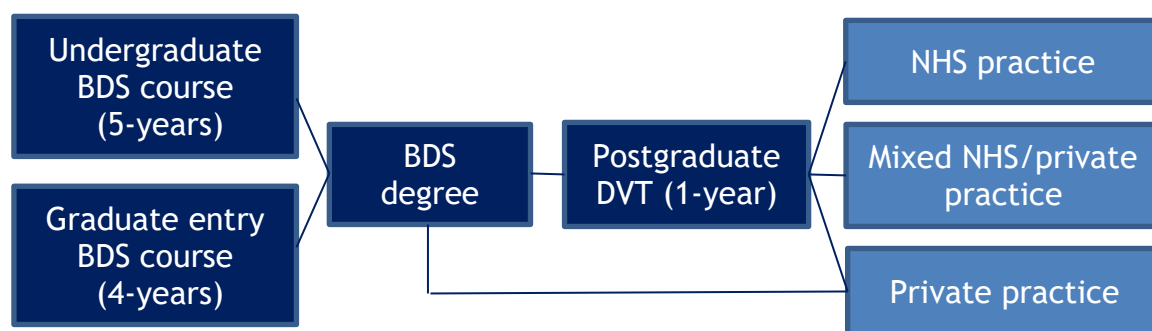 Undergraduate
BDS course
(5-years)
Graduate entry
BDS course
(4-years)
BDS
degree
Postgraduate
DVT (1-year)
NHS practice
Mixed NHS/private
practice
Private practice